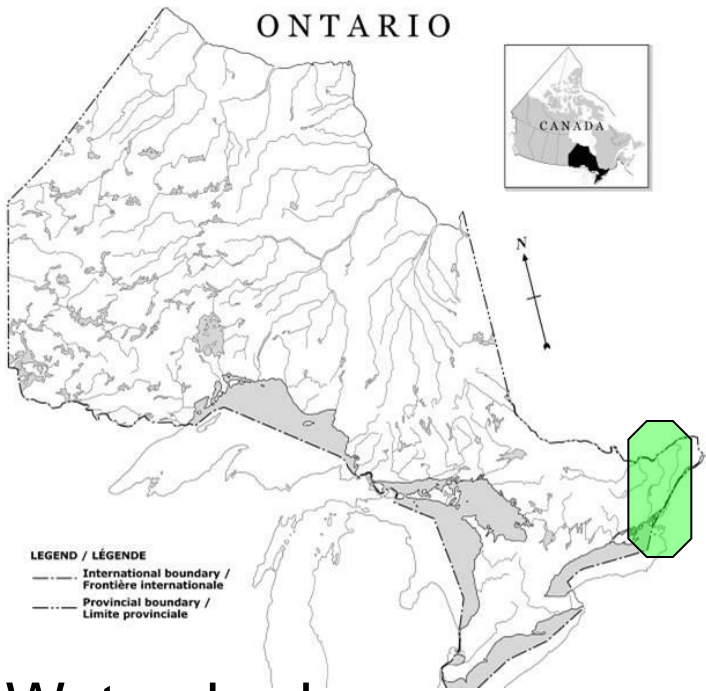 ONTARIO
CANADA
N
LEGEND / LÉGENDE
International boundary /
Frontière internationale
Provincial boundary /
Limite provinciale